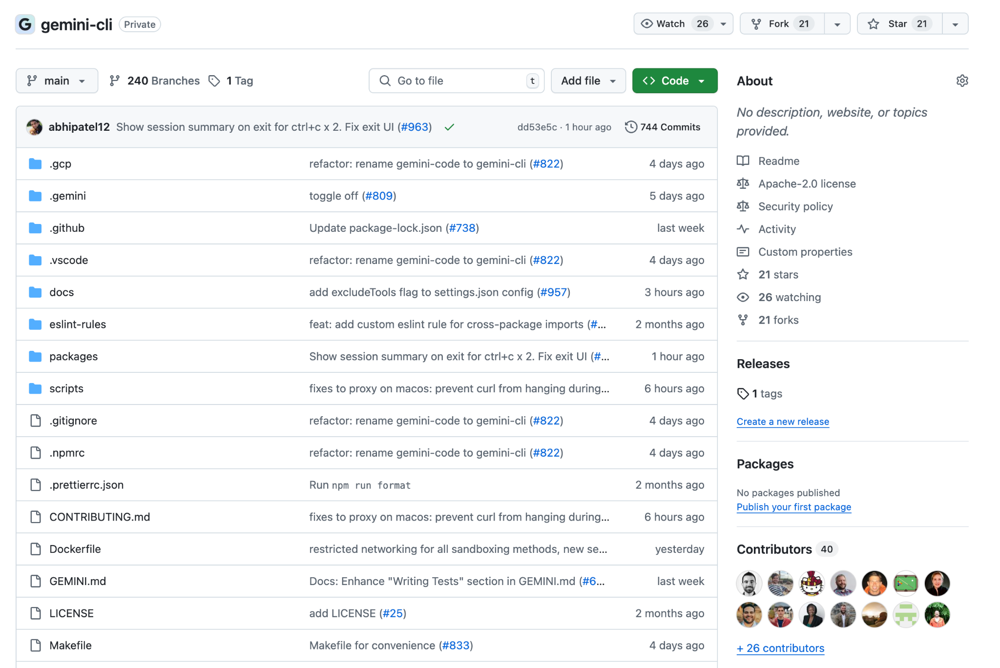 G gemini-cli Private
Watch 26 Fork 21 Star 21
main 240 Branches 1 Tag Go to file t Add file <> Code
abhipatel12 Show session summary on exit for ctrl+c x 2. Fix exit UI (#963) dd53e5c · 1 hour ago 744 Commits
.gcp refactor: rename gemini-code to gemini-cli (#822) 4 days ago
.gemini toggle off (#809) 5 days ago
.github Update package-lock.json (#738) last week
.vscode refactor: rename gemini-code to gemini-cli (#822) 4 days ago
docs add excludeTools flag to settings.json config (#957) 3 hours ago
eslint-rules feat: add custom eslint rule for cross-package imports (#... 2 months ago
packages Show session summary on exit for ctrl+c x 2. Fix exit UI (#... 1 hour ago
scripts fixes to proxy on macos: prevent curl from hanging during... 6 hours ago
.gitignore refactor: rename gemini-code to gemini-cli (#822) 4 days ago
.npmrc refactor: rename gemini-code to gemini-cli (#822) 4 days ago
.prettierrc.json Run npm run format 2 months ago
CONTRIBUTING.md fixes to proxy on macos: prevent curl from hanging during... 6 hours ago
Dockerfile restricted networking for all sandboxing methods, new se... yesterday
GEMINI.md Docs: Enhance "Writing Tests" section in GEMINI.md (#6... last week
LICENSE add LICENSE (#25) 2 months ago
Makefile Makefile for convenience (#833) 4 days ago
About
No description, website, or topics
provided.
Readme
Apache-2.0 license
Security policy
Activity
Custom properties
21 stars
26 watching
21 forks
Releases
1 tags
Create a new release
Packages
No packages published
Publish your first package
Contributors 40
+ 26 contributors